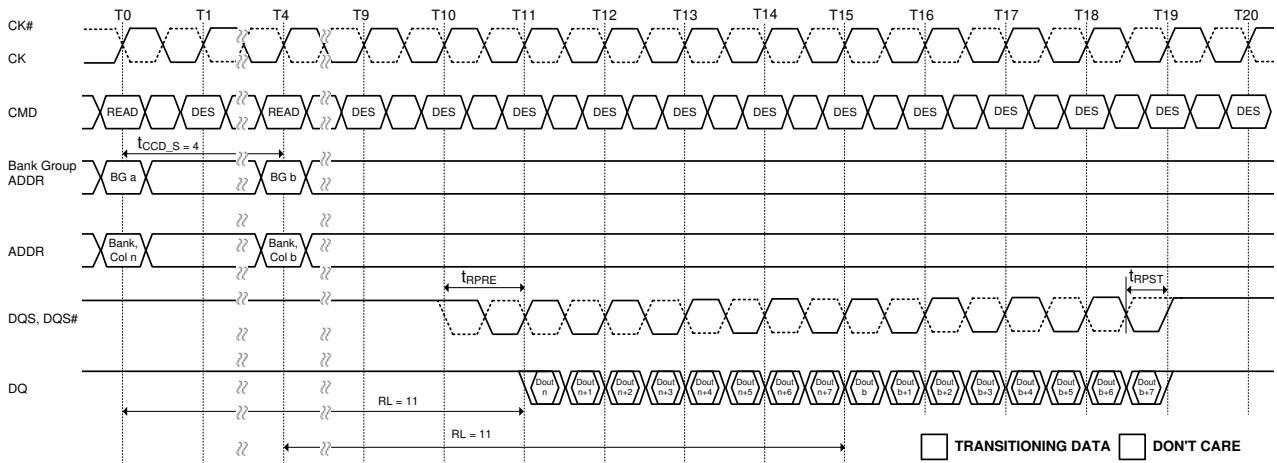 T0 T1 T4 T9 T10 T11 T12 T13 T14 T15 T16 T17 T18 T19 T20
CK#
CK
CMD READ DES READ DES DES DES DES DES DES DES DES DES DES DES DES
tCCD_S = 4
Bank Group
ADDR
BG a BG b
ADDR
Bank, Col n
Bank, Col b
tRPRE tRPST
DQS, DQS#
DQ
Dout n
Dout n+1
Dout n+2
Dout n+3
Dout n+4
Dout n+5
Dout n+6
Dout n+7
Dout b
Dout b+1
Dout b+2
Dout b+3
Dout b+4
Dout b+5
Dout b+6
Dout b+7
RL = 11
RL = 11
TRANSITIONING DATA DON'T CARE